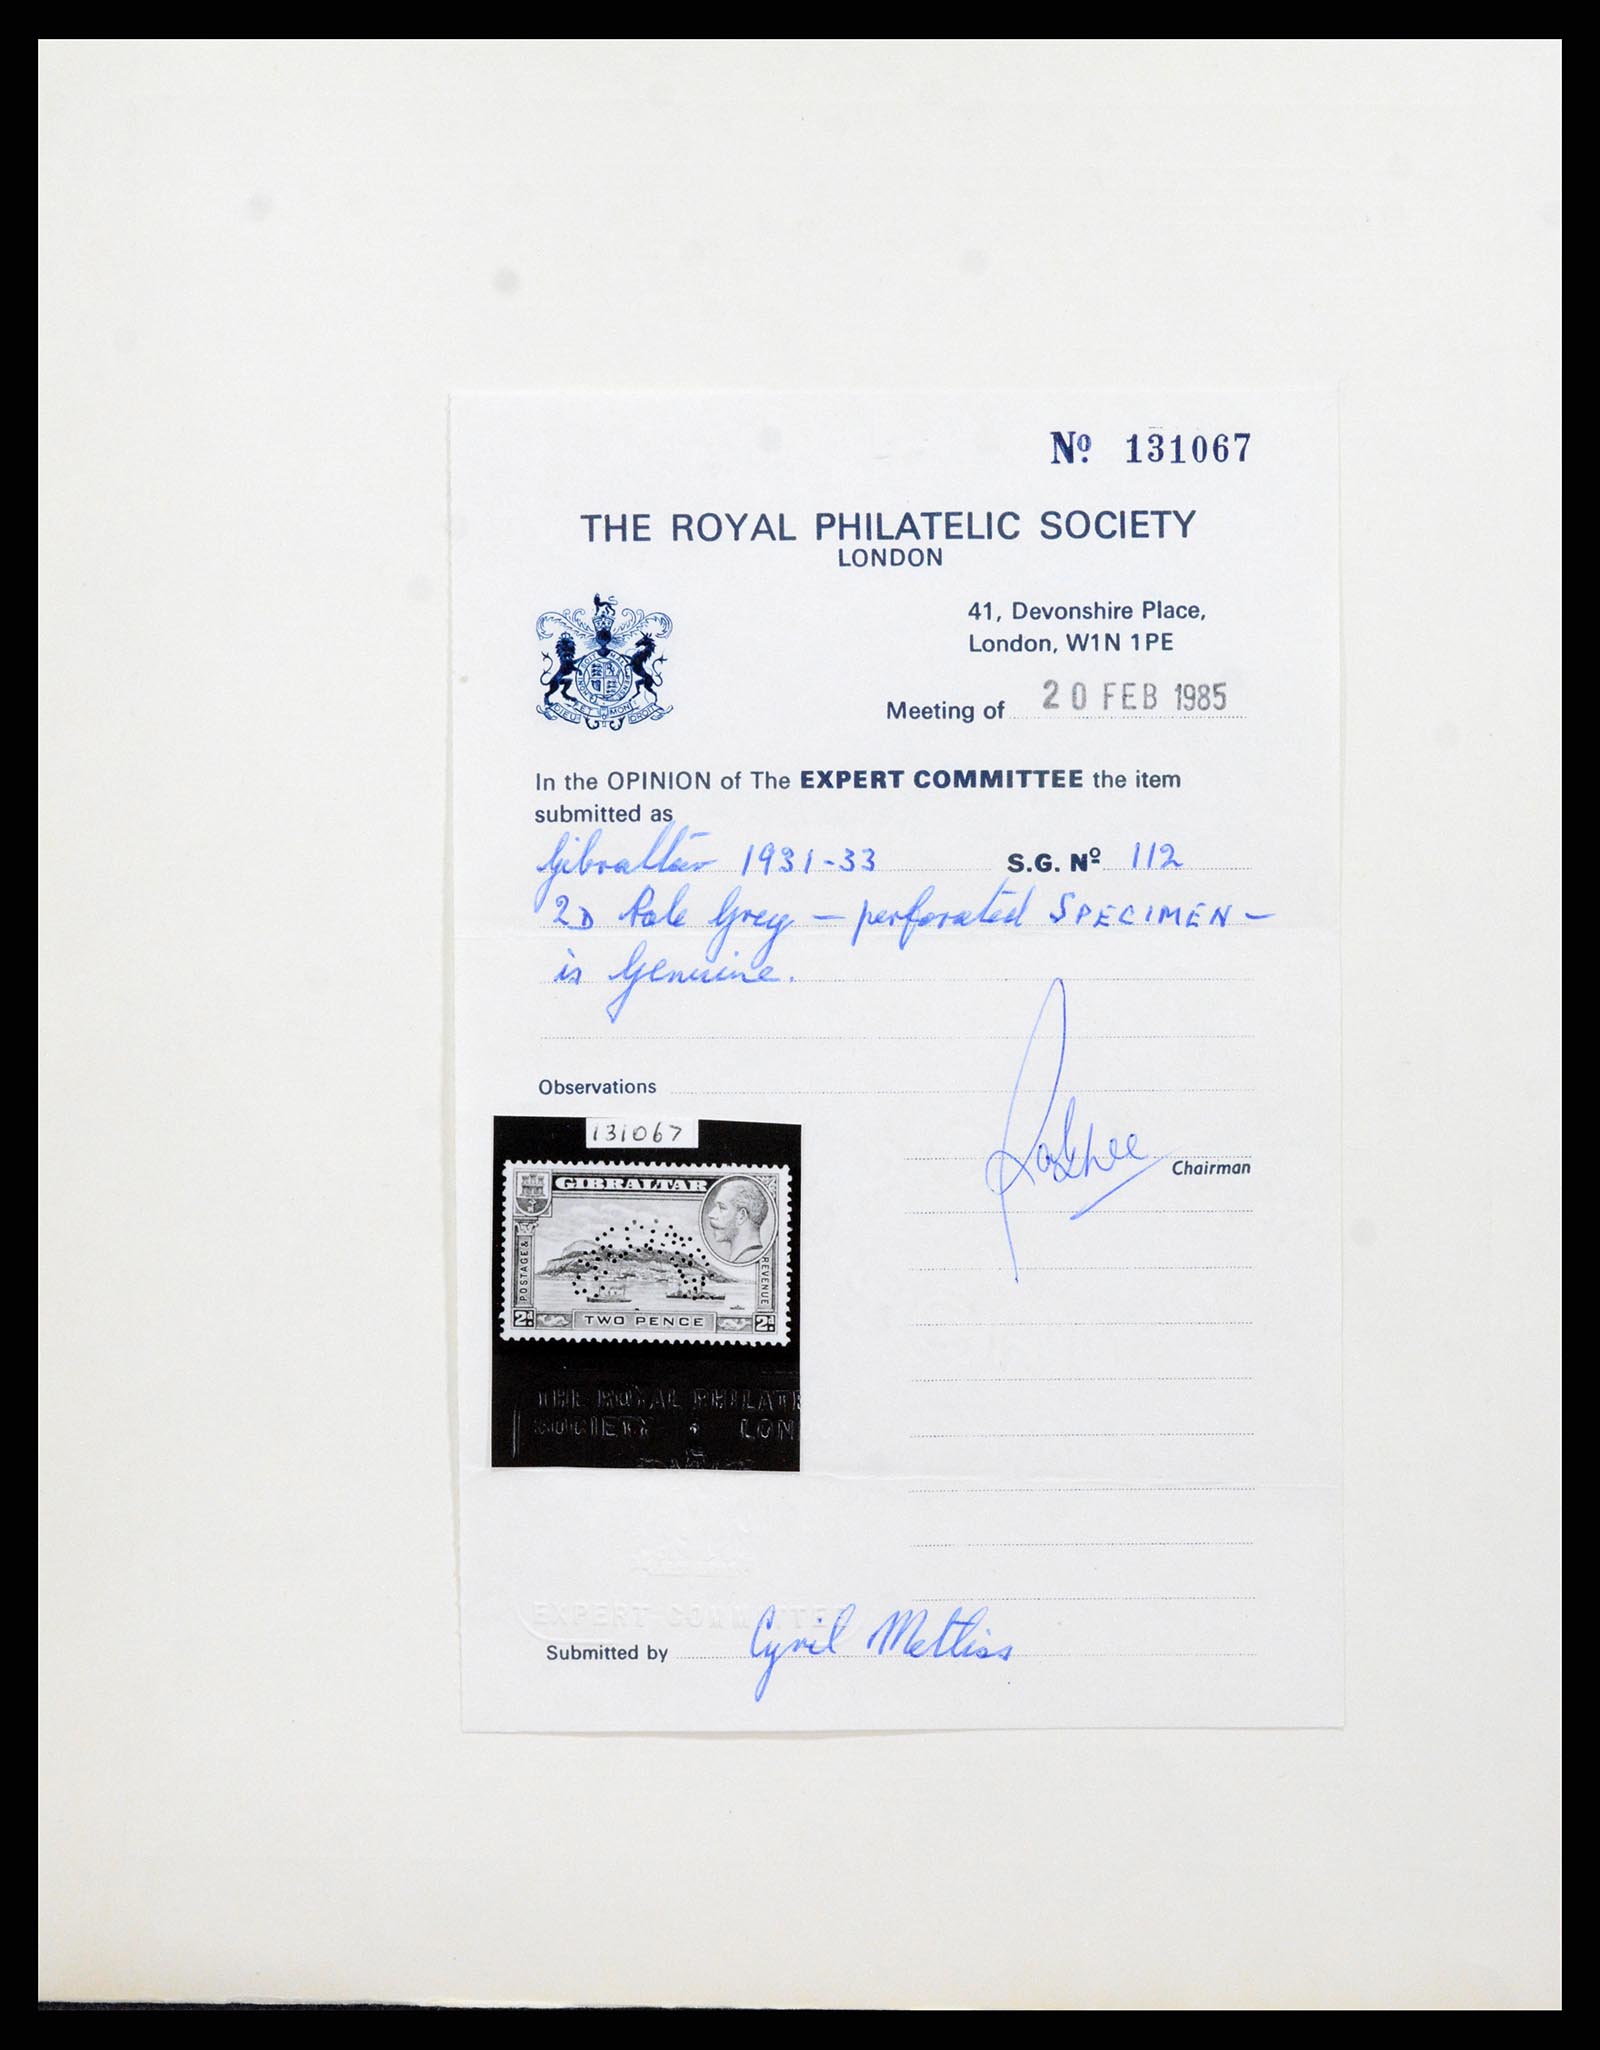 Nº 131067
THE ROYAL PHILATELIC SOCIETY
LONDON
41, Devonshire Place,
London, W1N 1PE
Meeting of 20 FEB 1985
In the OPINION of The EXPERT COMMITTEE the item
submitted as
Gibraltar 1931-33 S.G. Nº 112
2D Pale Grey – perforated SPECIMEN –
is Genuine.
Observations
Chairman
131067
GIBRALTAR
POSTAGE &
REVENUE
2d. TWO PENCE 2d.
THE ROYAL PHILATE
SOCIETY • LON
EXPERT COMMITTEE
Submitted by Cyril Metliss